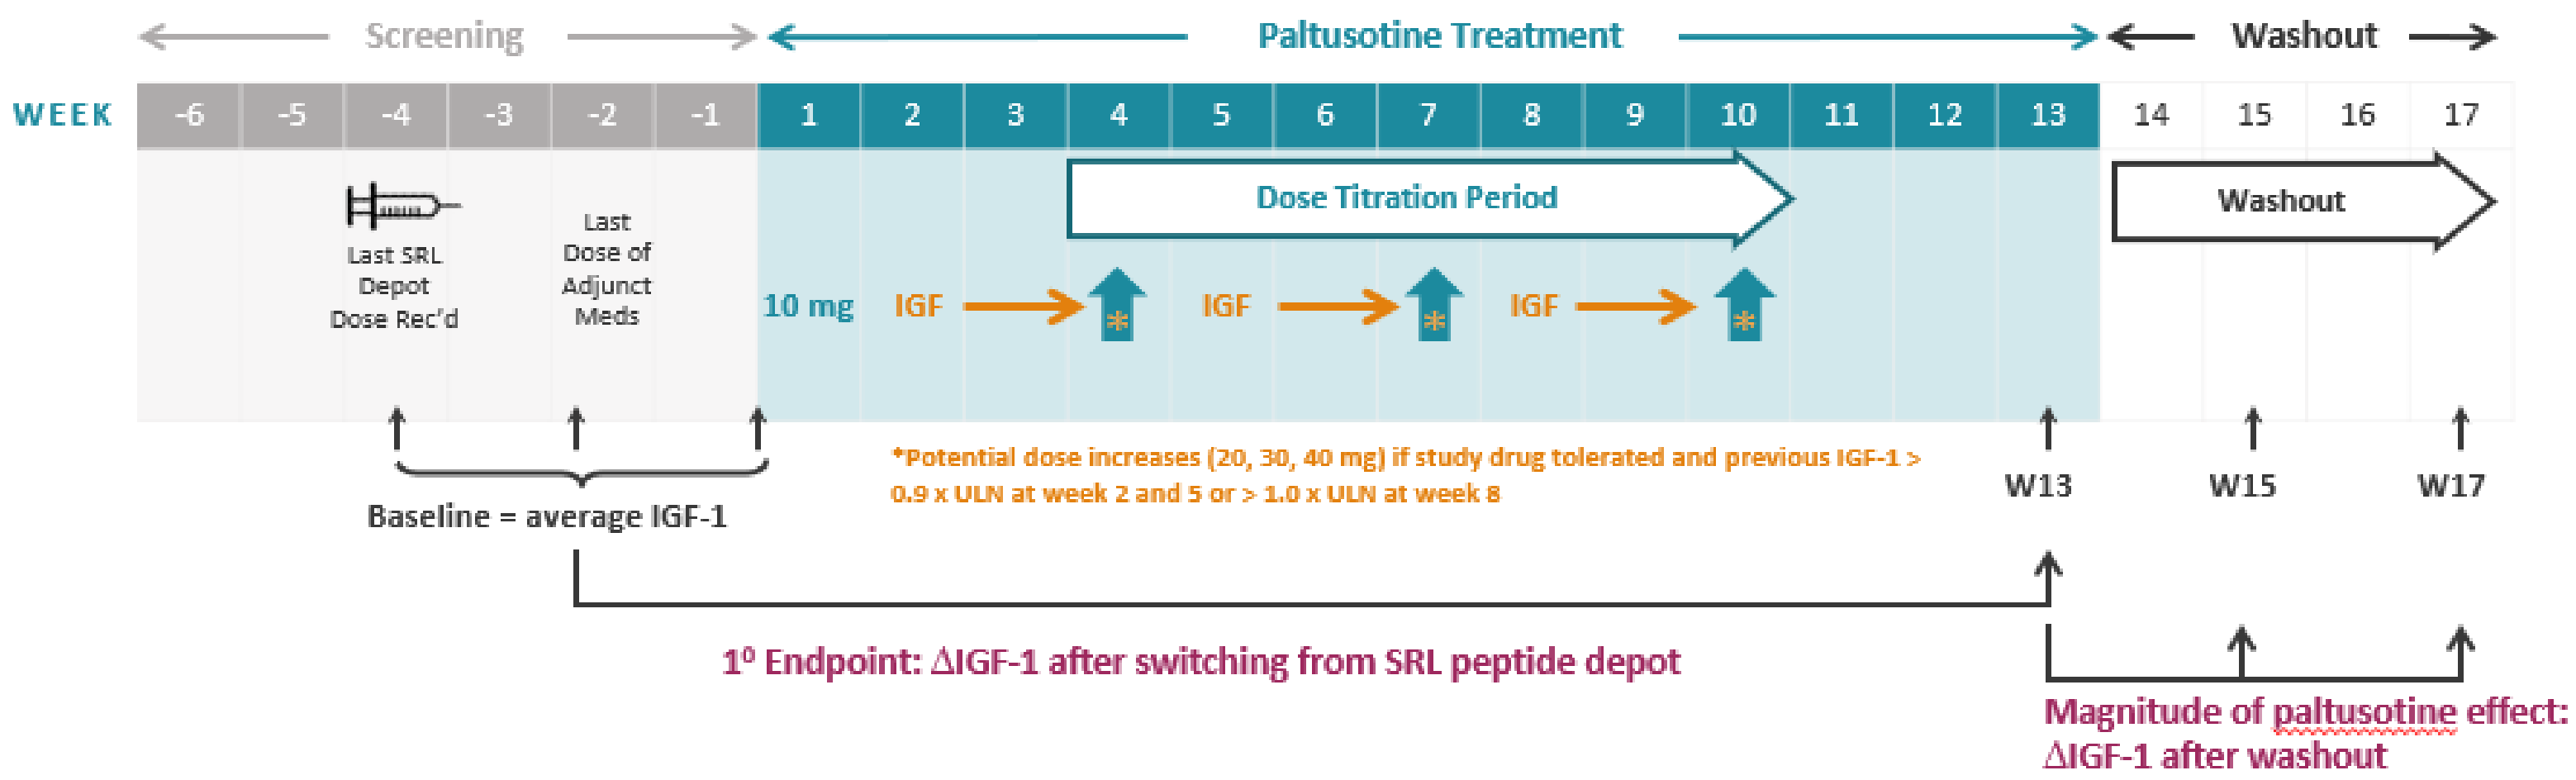 Screening Paltusotine Treatment Washout
WEEK -6 -5 -4 -3 -2 -1 1 2 3 4 5 6 7 8 9 10 11 12 13 14 15 16 17
Last SRL
Depot
Dose Rec'd
Last
Dose of
Adjunct
Meds
Dose Titration Period
Washout
10 mg IGF * IGF * IGF *
*Potential dose increases (20, 30, 40 mg) if study drug tolerated and previous IGF-1 >
0.9 x ULN at week 2 and 5 or > 1.0 x ULN at week 8
Baseline = average IGF-1
W13 W15 W17
1⁰ Endpoint: ΔIGF-1 after switching from SRL peptide depot
Magnitude of paltusotine effect:
ΔIGF-1 after washout